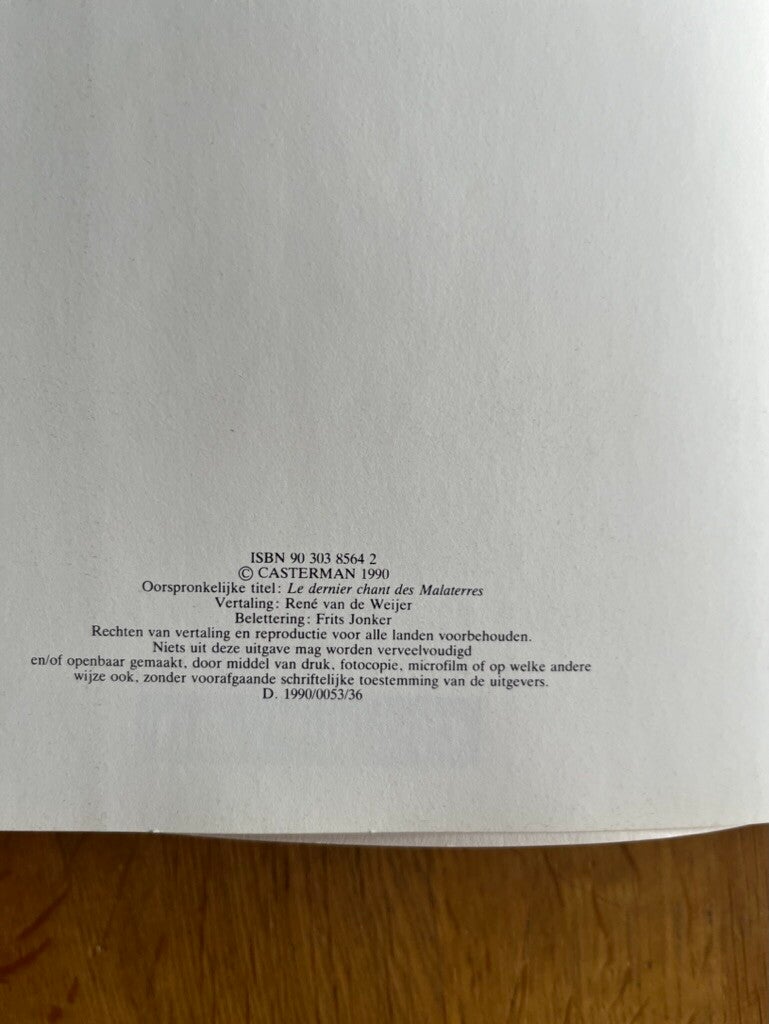 ISBN 90 303 8564 2
© CASTERMAN 1990
Oorspronkelijke titel: Le dernier chant des Malaterres
Vertaling: René van de Weijer
Belettering: Frits Jonker
Rechten van vertaling en reproductie voor alle landen voorbehouden.
Niets uit deze uitgave mag worden verveelvoudigd
en/of openbaar gemaakt, door middel van druk, fotocopie, microfilm of op welke andere
wijze ook, zonder voorafgaande schriftelijke toestemming van de uitgevers.
D. 1990/0053/36